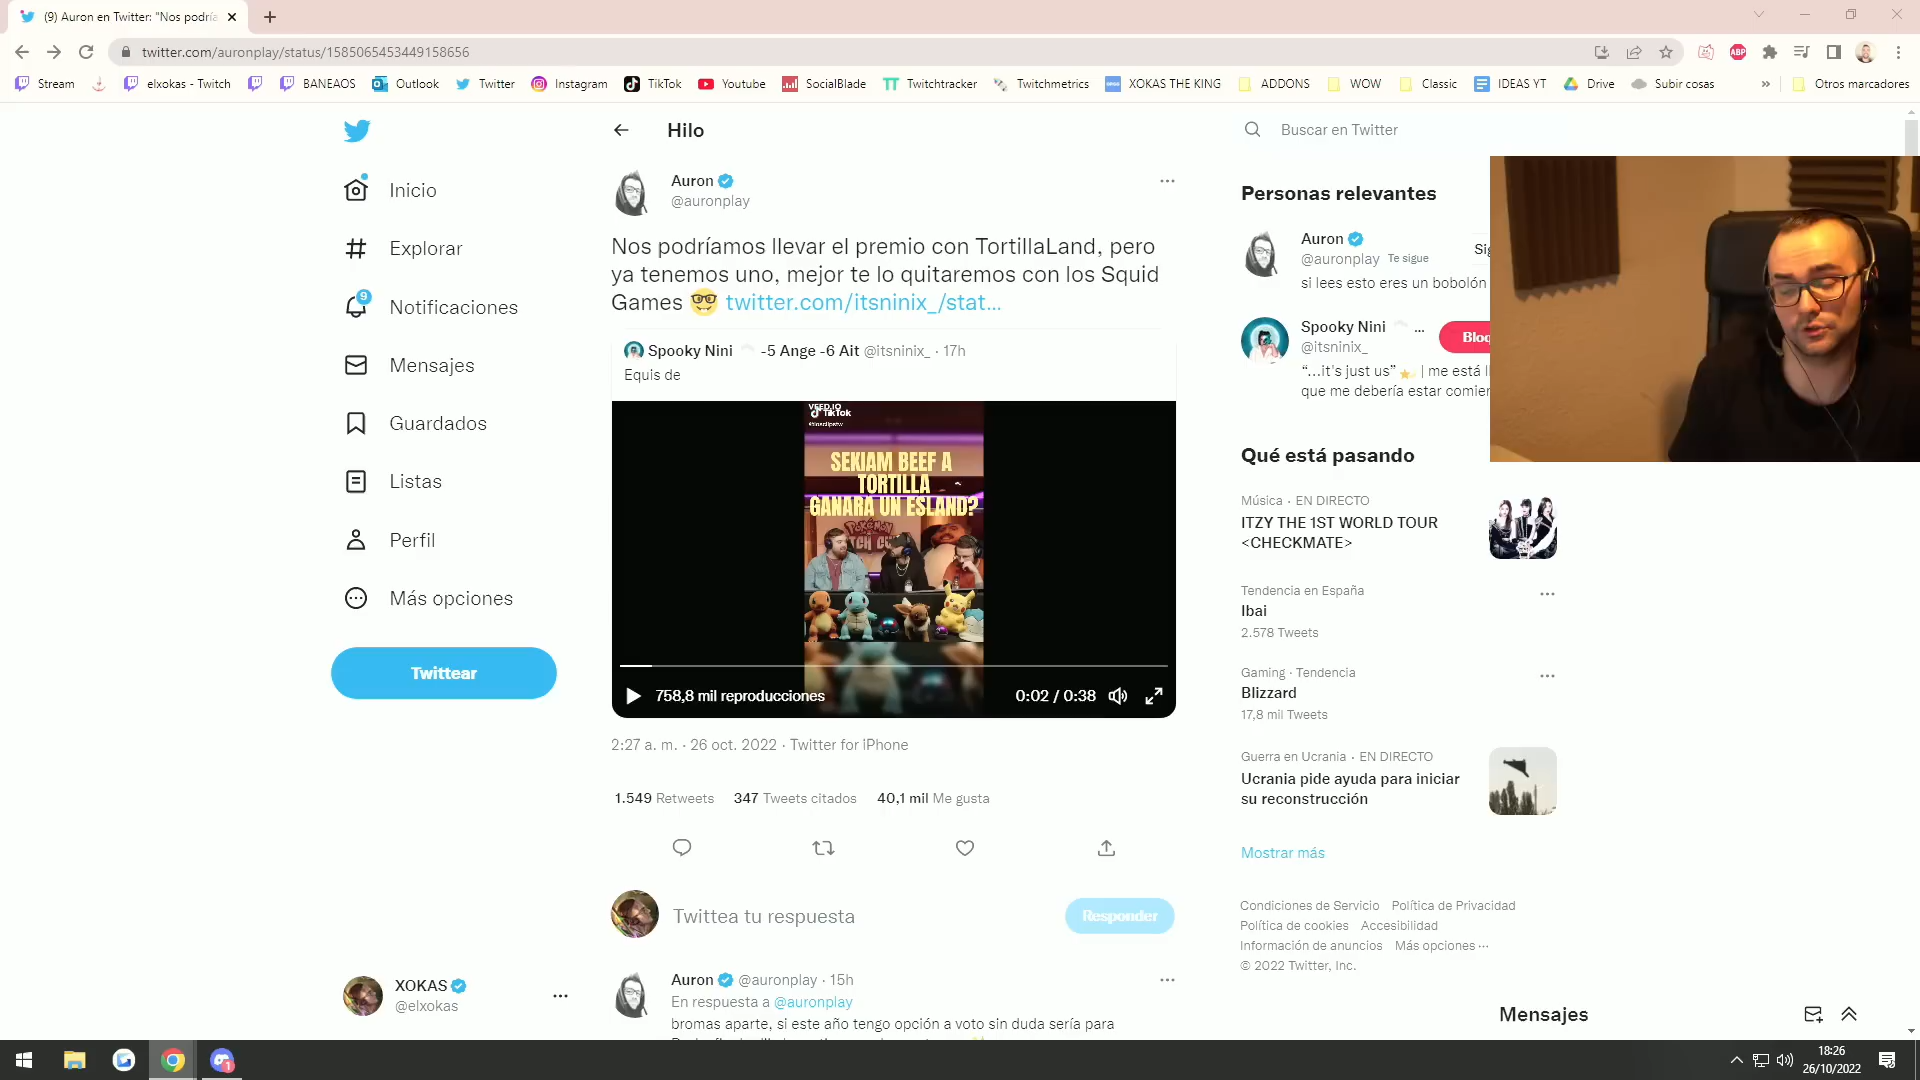 (9) Auron en Twitter: "Nos podría
twitter.com/auronplay/status/1585065453449158656
Stream
elxokas - Twitch
BANEAOS
Outlook
Twitter
Instagram
TikTok
Youtube
SocialBlade
Twitchtracker
Twitchmetrics
XOKAS THE KING
ADDONS
WOW
Classic
IDEAS YT
Drive
Subir cosas
»
Otros marcadores
ABP
Inicio
Explorar
9
Notificaciones
Mensajes
Guardados
Listas
Perfil
Más opciones
Twittear
XOKAS
@elxokas
Hilo
Auron
@auronplay
Nos podríamos llevar el premio con TortillaLand, pero
ya tenemos uno, mejor te lo quitaremos con los Squid
Games 🤓 twitter.com/itsninix_/stat...
Spooky Nini -5 Ange -6 Ait @itsninix_ · 17h
Equis de
VEED.IO
TikTok
SEKIAM BEEF A
TORTILLA
GANARA UN ESLAND?
POKéMON
758,8 mil reproducciones
0:02 / 0:38
2:27 a. m. · 26 oct. 2022 · Twitter for iPhone
1.549 Retweets 347 Tweets citados 40,1 mil Me gusta
Twittea tu respuesta
Responder
Auron @auronplay · 15h
En respuesta a @auronplay
bromas aparte, si este año tengo opción a voto sin duda sería para
Buscar en Twitter
Personas relevantes
Auron
@auronplay Te sigue
Sig
si lees esto eres un bobolón
Spooky Nini ...
@itsninix_
Bloq
“...it's just us” | me está ll
que me debería estar comien
Qué está pasando
Música · EN DIRECTO
ITZY THE 1ST WORLD TOUR
<CHECKMATE>
Tendencia en España
Ibai
2.578 Tweets
Gaming · Tendencia
Blizzard
17,8 mil Tweets
Guerra en Ucrania · EN DIRECTO
Ucrania pide ayuda para iniciar
su reconstrucción
Mostrar más
Condiciones de Servicio Política de Privacidad
Política de cookies Accesibilidad
Información de anuncios Más opciones ···
© 2022 Twitter, Inc.
Mensajes
1
18:26
26/10/2022